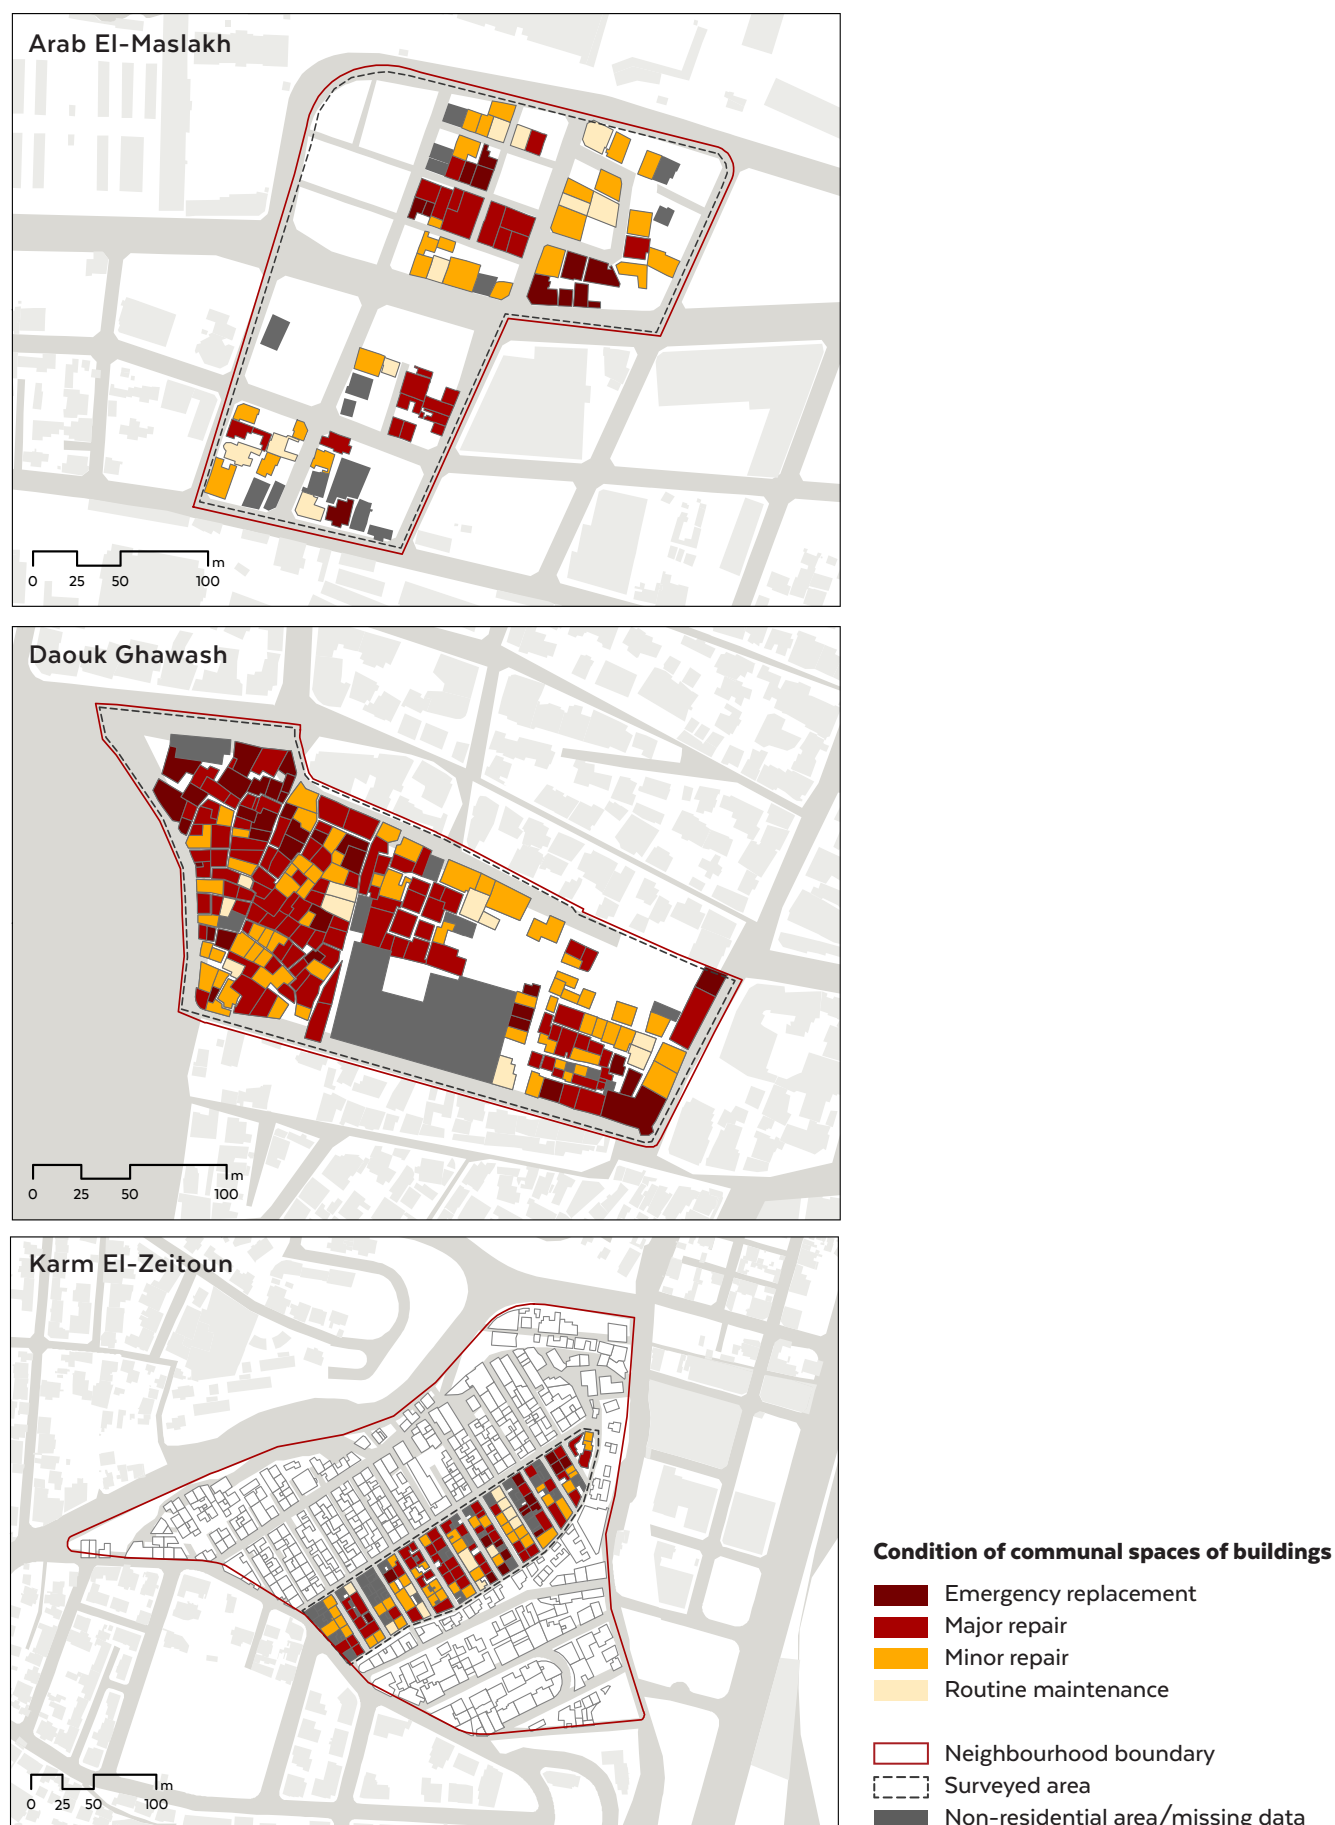 Arab El-Maslakh
0 25 50 100 m
Daouk Ghawash
0 25 50 100 m
Karm El-Zeitoun
0 25 50 100 m
Condition of communal spaces of buildings
Emergency replacement
Major repair
Minor repair
Routine maintenance
Neighbourhood boundary
Surveyed area
Non-residential area/missing data